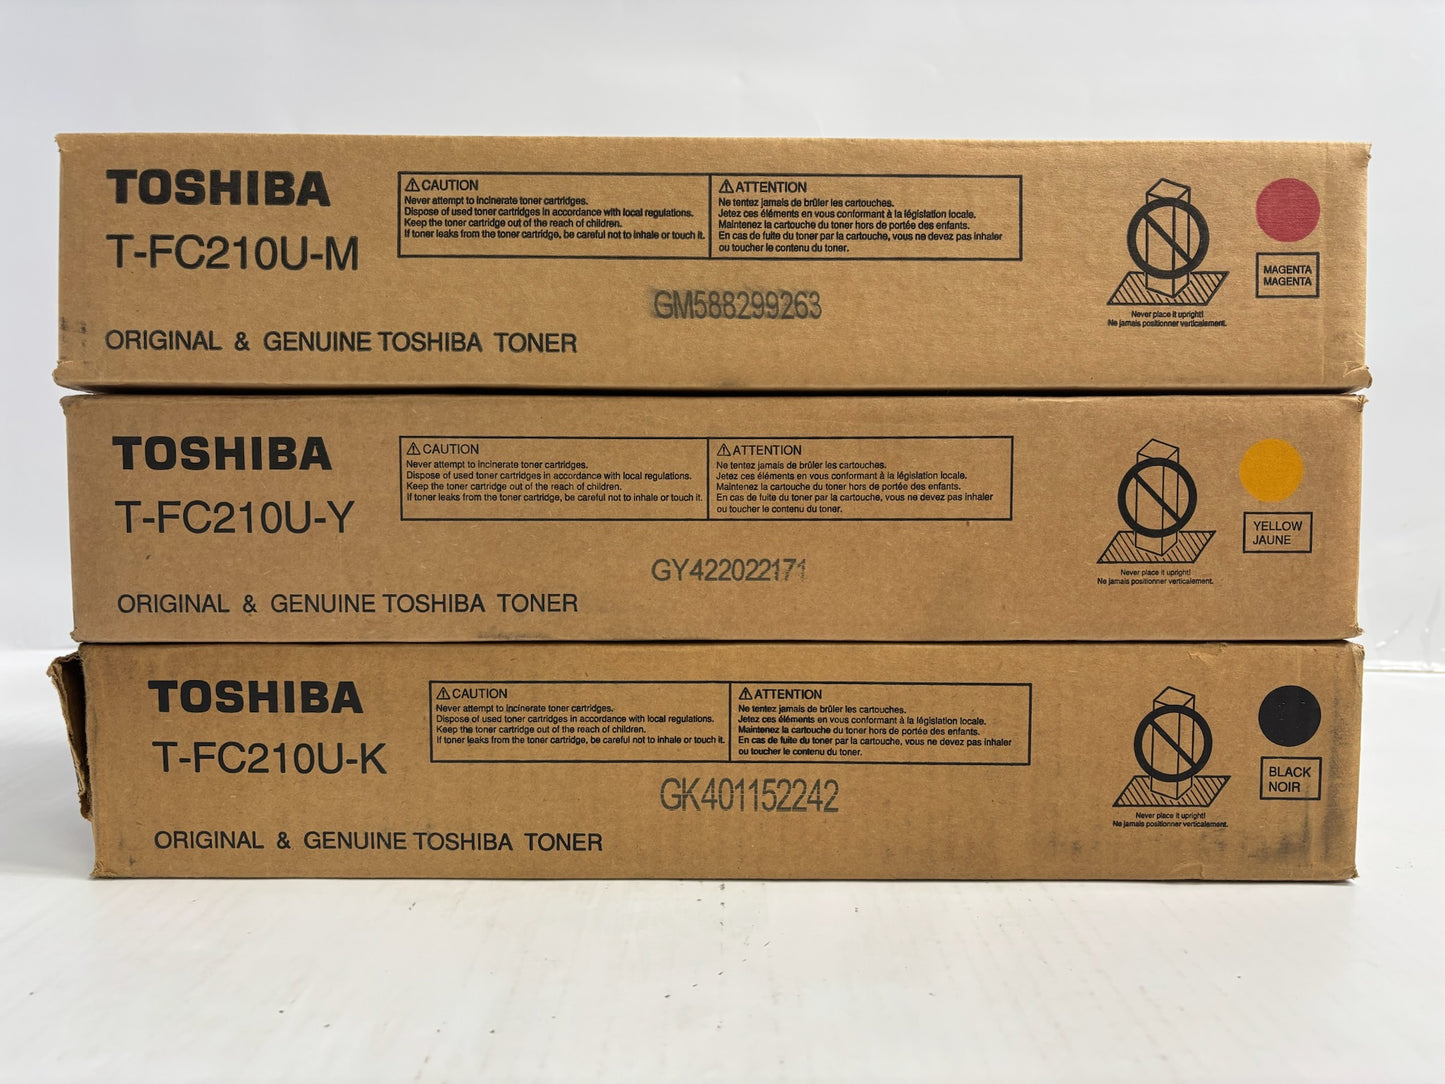 TOSHIBA
T-FC210U-M
ORIGINAL & GENUINE TOSHIBA TONER
⚠CAUTION
Never attempt to incinerate toner cartridges.
Dispose of used toner cartridges in accordance with local regulations.
Keep the toner cartridge out of the reach of children.
If toner leaks from the toner cartridge, be careful not to inhale or touch it.
⚠ATTENTION
Ne tentez jamais de brûler les cartouches.
Jetez ces éléments en vous conformant à la législation locale.
Maintenez la cartouche du toner hors de portée des enfants.
En cas de fuite du toner par la cartouche, vous ne devez pas inhaler
ou toucher le contenu du toner.
GM588299263
Never place it upright!
Ne jamais positionner verticalement.
MAGENTA
MAGENTA
TOSHIBA
T-FC210U-Y
ORIGINAL & GENUINE TOSHIBA TONER
⚠CAUTION
Never attempt to incinerate toner cartridges.
Dispose of used toner cartridges in accordance with local regulations.
Keep the toner cartridge out of the reach of children.
If toner leaks from the toner cartridge, be careful not to inhale or touch it.
⚠ATTENTION
Ne tentez jamais de brûler les cartouches.
Jetez ces éléments en vous conformant à la législation locale.
Maintenez la cartouche du toner hors de portée des enfants.
En cas de fuite du toner par la cartouche, vous ne devez pas inhaler
ou toucher le contenu du toner.
GY422022171
Never place it upright!
Ne jamais positionner verticalement.
YELLOW
JAUNE
TOSHIBA
T-FC210U-K
ORIGINAL & GENUINE TOSHIBA TONER
⚠CAUTION
Never attempt to incinerate toner cartridges.
Dispose of used toner cartridges in accordance with local regulations.
Keep the toner cartridge out of the reach of children.
If toner leaks from the toner cartridge, be careful not to inhale or touch it.
⚠ATTENTION
Ne tentez jamais de brûler les cartouches.
Jetez ces éléments en vous conformant à la législation locale.
Maintenez la cartouche du toner hors de portée des enfants.
En cas de fuite du toner par la cartouche, vous ne devez pas inhaler
ou toucher le contenu du toner.
GK401152242
Never place it upright!
Ne jamais positionner verticalement.
BLACK
NOIR